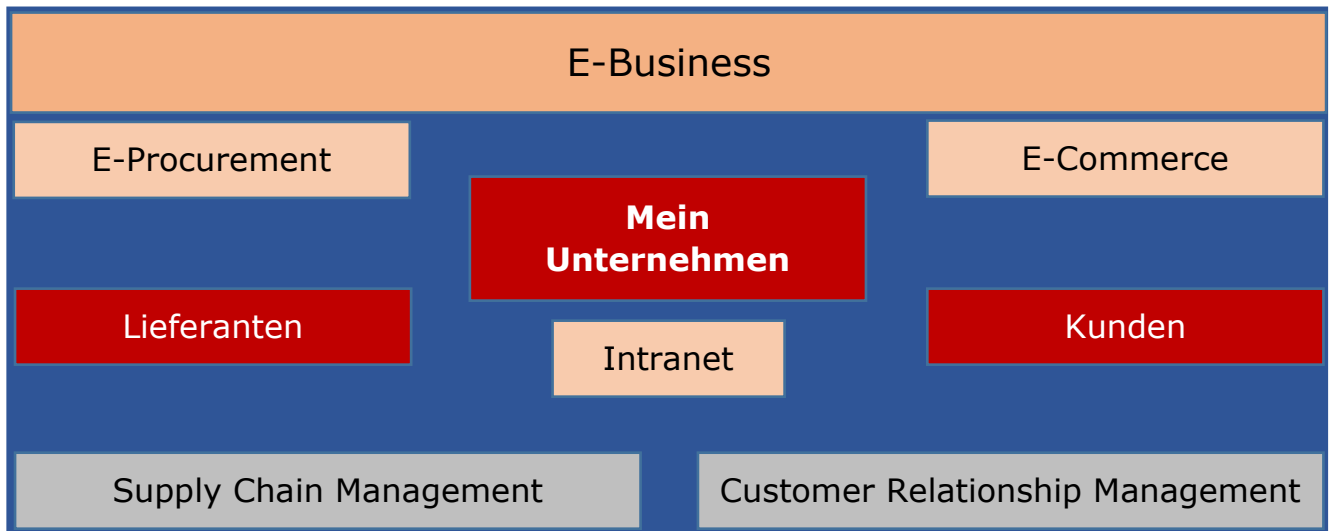 E-Business
E-Procurement
E-Commerce
Mein
Unternehmen
Lieferanten
Kunden
Intranet
Supply Chain Management
Customer Relationship Management